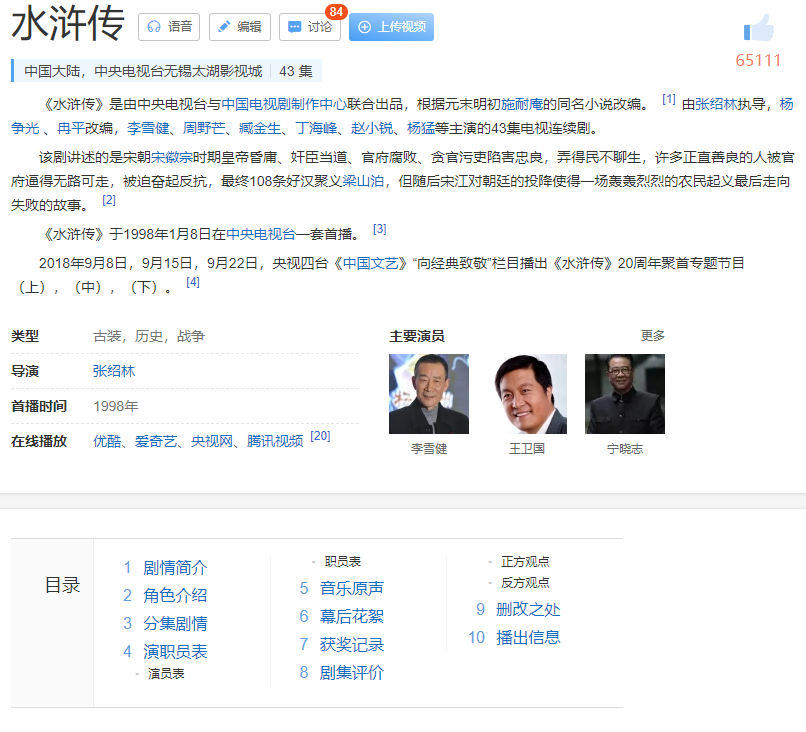 水浒传
语音
编辑
讨论
84
上传视频
65111
中国大陆，中央电视台无锡太湖影视城
43 集
《水浒传》是由中央电视台与中国电视剧制作中心联合出品，根据元末明初施耐庵的同名小说改编。 [1] 由张绍林执导，杨
争光 、冉平改编，李雪健、周野芒、臧金生、丁海峰、赵小锐、杨猛等主演的43集电视连续剧。
该剧讲述的是宋朝宋徽宗时期皇帝昏庸、奸臣当道、官府腐败、贪官污吏陷害忠良，弄得民不聊生，许多正直善良的人被官
府逼得无路可走，被迫奋起反抗，最终108条好汉聚义梁山泊，但随后宋江对朝廷的投降使得一场轰轰烈烈的农民起义最后走向
失败的故事。 [2]
《水浒传》于1998年1月8日在中央电视台一套首播。 [3]
2018年9月8日，9月15日，9月22日，央视四台《中国文艺》“向经典致敬”栏目播出《水浒传》20周年聚首专题节目
（上），（中），（下）。 [4]
类型
古装，历史，战争
导演
张绍林
首播时间
1998年
在线播放
优酷、爱奇艺、央视网、腾讯视频 [20]
主要演员
更多
李雪健
王卫国
宁晓志
目录
1 剧情简介
2 角色介绍
3 分集剧情
4 演职员表
- 演员表
- 职员表
5 音乐原声
6 幕后花絮
7 获奖记录
8 剧集评价
- 正方观点
- 反方观点
9 删改之处
10 播出信息